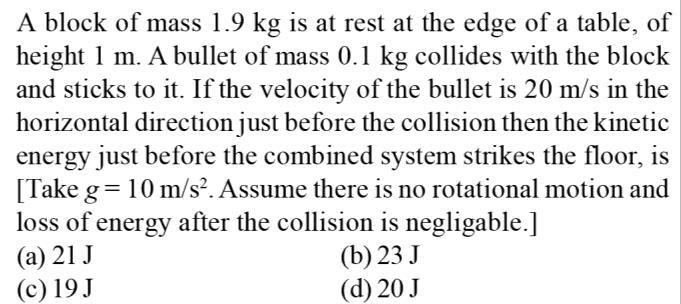 A block of mass 1.9 kg is at rest at the edge of a table, of
height 1 m. A bullet of mass 0.1 kg collides with the block
and sticks to it. If the velocity of the bullet is 20 m/s in the
horizontal direction just before the collision then the kinetic
energy just before the combined system strikes the floor, is
[Take g = 10 m/s². Assume there is no rotational motion and
loss of energy after the collision is negligable.]
(a) 21 J (b) 23 J
(c) 19 J (d) 20 J